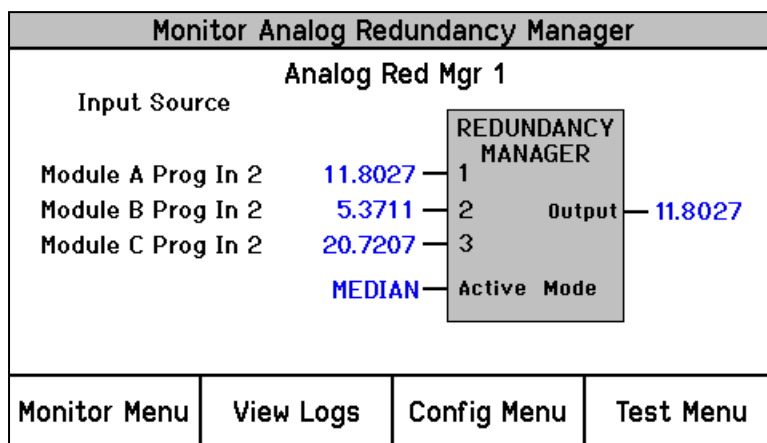 Monitor Analog Redundancy Manager
Analog Red Mgr 1
Input Source
REDUNDANCY
MANAGER
Module A Prog In 2 11.8027 1
Module B Prog In 2 5.3711 2 Output 11.8027
Module C Prog In 2 20.7207 3
MEDIAN Active Mode
Monitor Menu View Logs Config Menu Test Menu